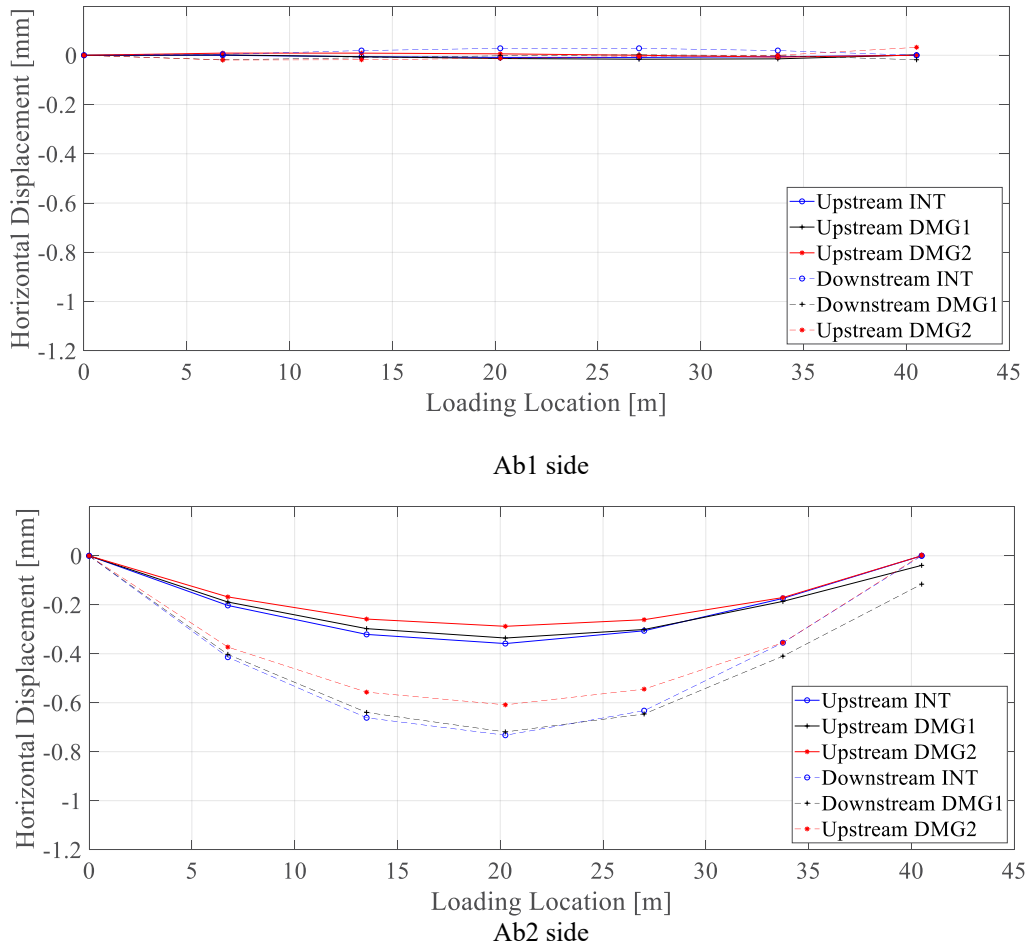 Horizontal Displacement [mm]
0
-0.2
-0.4
-0.6
-0.8
-1
-1.2
Upstream INT
Upstream DMG1
Upstream DMG2
Downstream INT
Downstream DMG1
Upstream DMG2
0 5 10 15 20 25 30 35 40 45
Loading Location [m]
Ab1 side
Horizontal Displacement [mm]
0
-0.2
-0.4
-0.6
-0.8
-1
-1.2
Upstream INT
Upstream DMG1
Upstream DMG2
Downstream INT
Downstream DMG1
Upstream DMG2
0 5 10 15 20 25 30 35 40 45
Loading Location [m]
Ab2 side